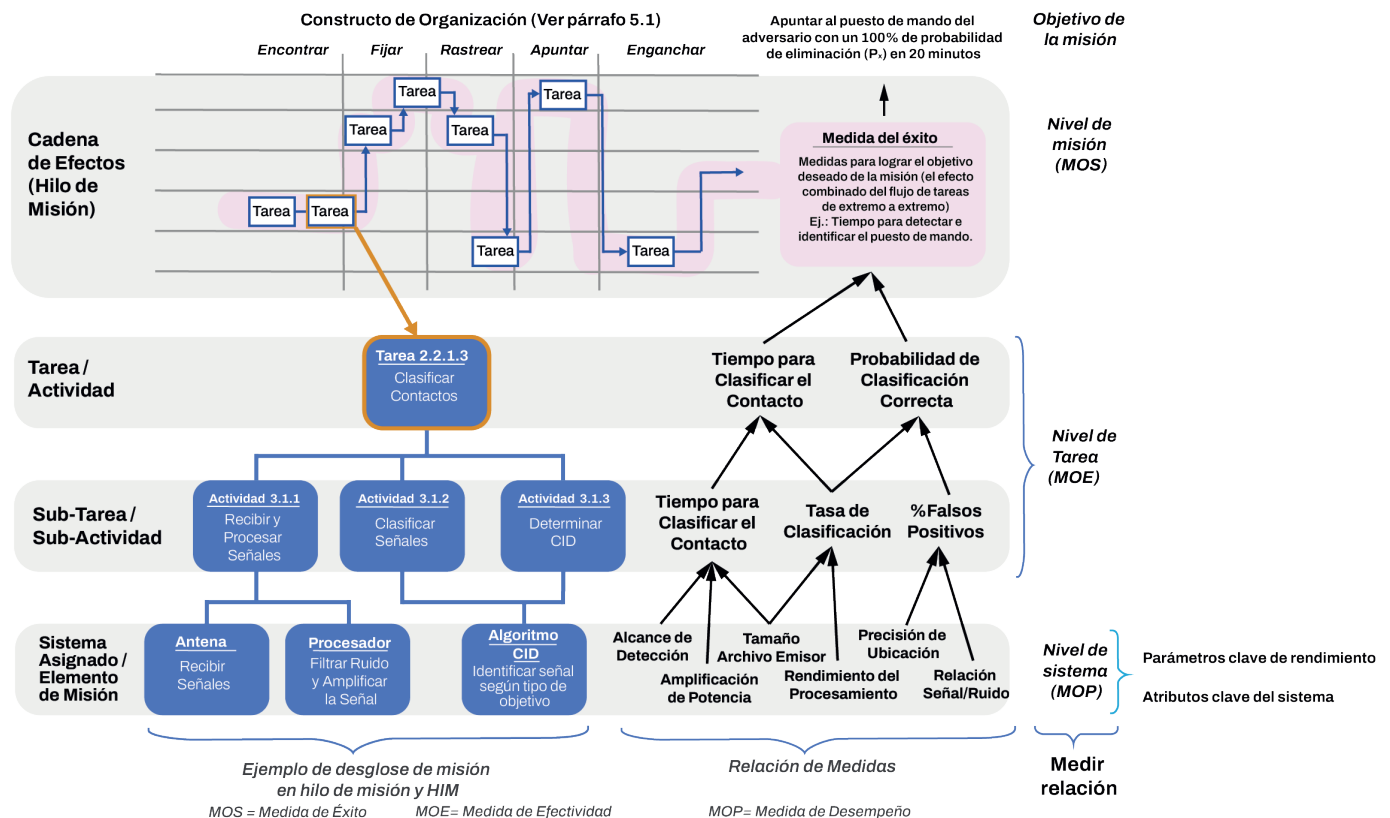 Constructo de Organización (Ver párrafo 5.1)
Encontrar
Fijar
Rastrear
Apuntar
Enganchar
Apuntar al puesto de mando del
adversario con un 100% de probabilidad
de eliminación (Pₓ) en 20 minutos
Objetivo de
la misión
Cadena
de Efectos
(Hilo de
Misión)
Tarea
Tarea
Tarea
Tarea
Tarea
Tarea
Tarea
Tarea
Medida del éxito
Medidas para lograr el objetivo
deseado de la misión (el efecto
combinado del flujo de tareas
de extremo a extremo)
Ej.: Tiempo para detectar e
identificar el puesto de mando.
Nivel de
misión
(MOS)
Tarea /
Actividad
Tarea 2.2.1.3
Clasificar
Contactos
Tiempo para
Clasificar el
Contacto
Probabilidad de
Clasificación
Correcta
Nivel de
Tarea
(MOE)
Sub-Tarea /
Sub-Actividad
Actividad 3.1.1
Recibir y
Procesar
Señales
Actividad 3.1.2
Clasificar
Señales
Actividad 3.1.3
Determinar
CID
Tiempo para
Clasificar el
Contacto
Tasa de
Clasificación
%Falsos
Positivos
Sistema
Asignado /
Elemento
de Misión
Antena
Recibir
Señales
Procesador
Filtrar Ruido
y Amplificar
la Señal
Algoritmo
CID
Identificar señal
según tipo de
objetivo
Alcance de
Detección
Amplificación
de Potencia
Tamaño
Archivo Emisor
Rendimiento del
Procesamiento
Precisión de
Ubicación
Relación
Señal/Ruido
Nivel de
sistema
(MOP)
Parámetros clave de rendimiento
Atributos clave del sistema
Ejemplo de desglose de misión
en hilo de misión y HIM
Relación de Medidas
Medir
relación
MOS = Medida de Éxito
MOE= Medida de Efectividad
MOP= Medida de Desempeño